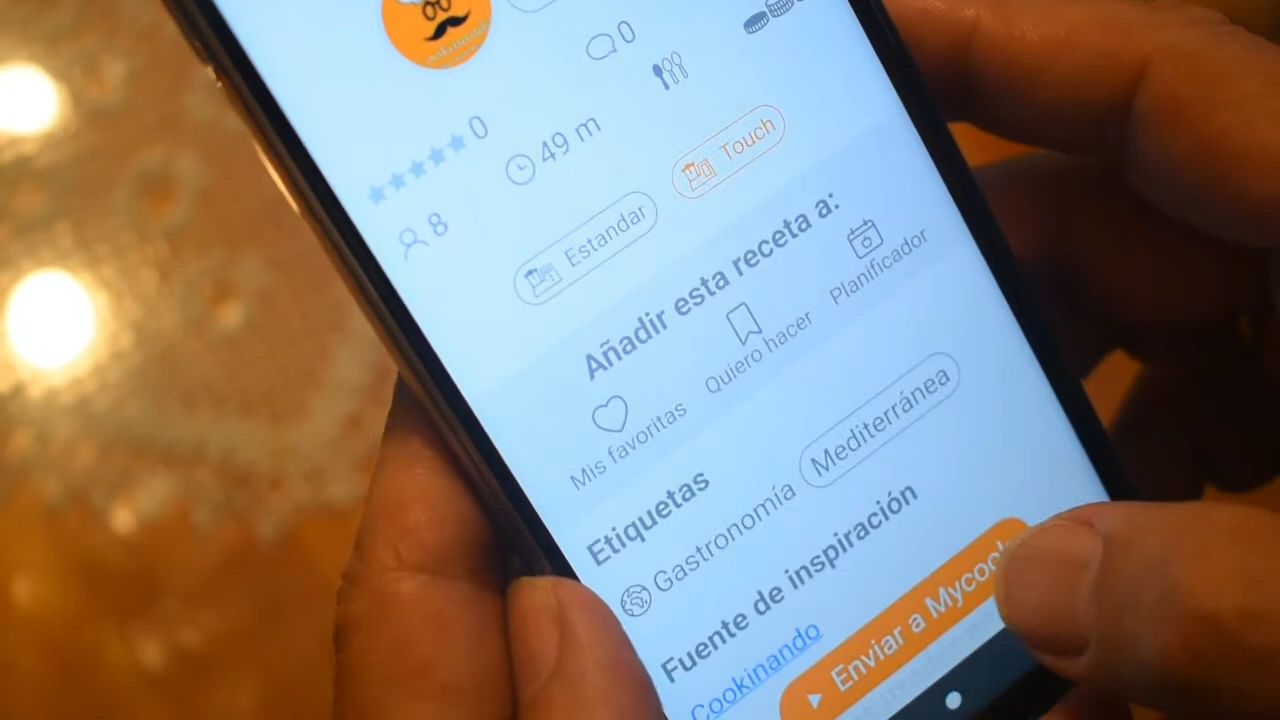 0
0
49 m
8
Estandar
Touch
Añadir esta receta a:
Mis favoritas
Quiero hacer
Planificador
Etiquetas
Gastronomía
Mediterránea
Fuente de inspiración
Cookinando
Enviar a Mycook